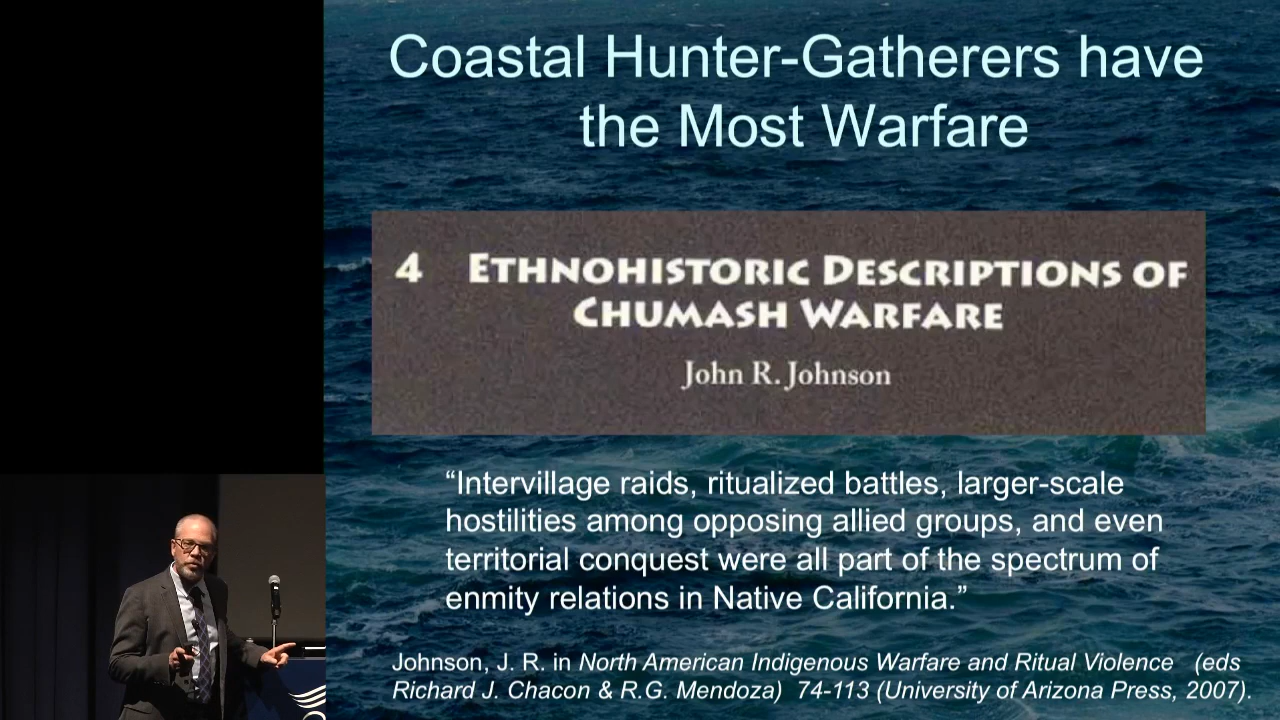 Coastal Hunter-Gatherers have
the Most Warfare
4 ETHNOHISTORIC DESCRIPTIONS OF
CHUMASH WARFARE
John R. Johnson
“Intervillage raids, ritualized battles, larger-scale
hostilities among opposing allied groups, and even
territorial conquest were all part of the spectrum of
enmity relations in Native California.”
Johnson, J. R. in North American Indigenous Warfare and Ritual Violence (eds
Richard J. Chacon & R.G. Mendoza) 74-113 (University of Arizona Press, 2007).